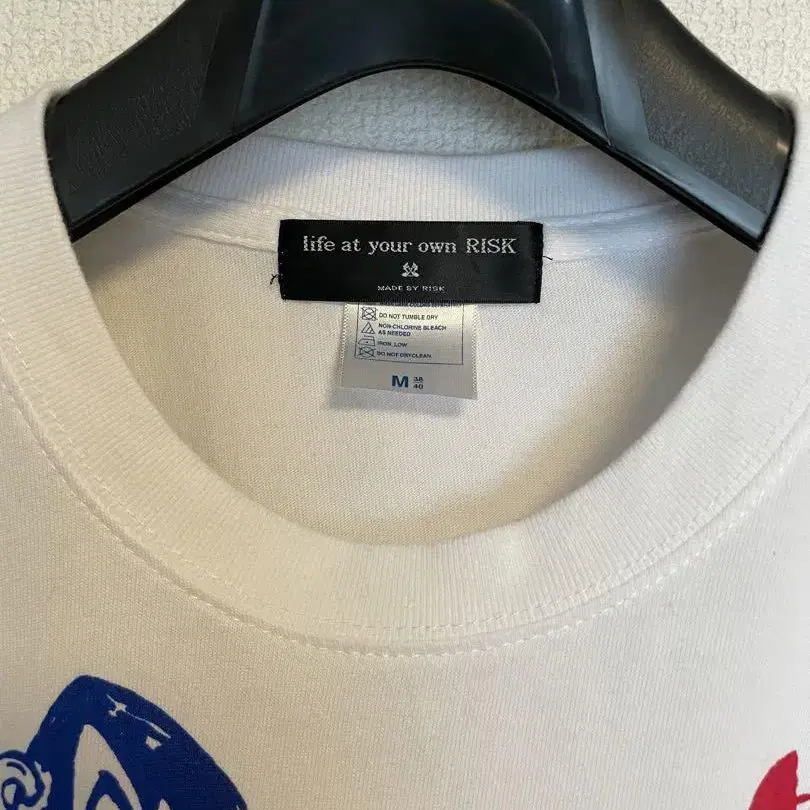 life at your own RISK
MADE BY RISK
DO NOT TUMBLE DRY
NON-CHLORINE BLEACH
AS NEEDED
IRON, LOW
DO NOT DRYCLEAN
M 38
40